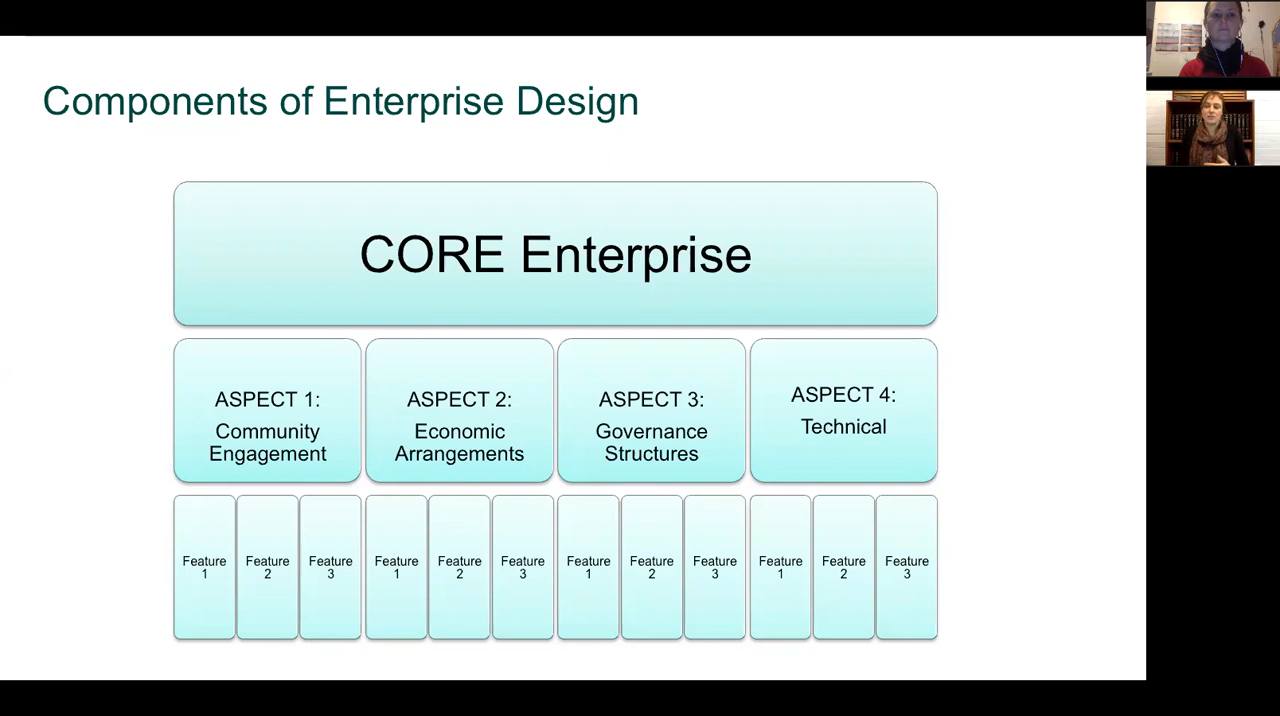 Components of Enterprise Design
CORE Enterprise
ASPECT 1:
Community
Engagement
ASPECT 2:
Economic
Arrangements
ASPECT 3:
Governance
Structures
ASPECT 4:
Technical
Feature
1
Feature
2
Feature
3
Feature
1
Feature
2
Feature
3
Feature
1
Feature
2
Feature
3
Feature
1
Feature
2
Feature
3